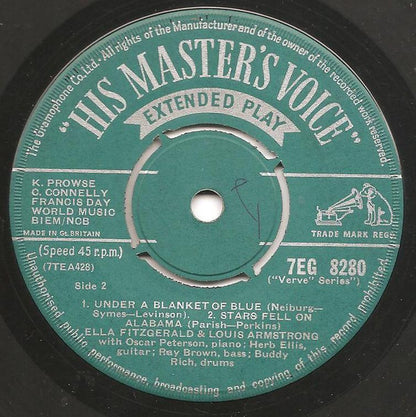 The Gramophone Co. Ltd. All rights of the Manufacturer and of the owner of the recorded work reserved.
"HIS MASTER'S VOICE"
EXTENDED PLAY
K. PROWSE
C. CONNELLY
FRANCIS DAY
WORLD MUSIC
BIEM/NCB
MADE IN GT. BRITAIN
TRADE MARK REGD
(Speed 45 r.p.m.)
(7TEA428)
7EG 8280
("Verve" Series)
Side 2
1. UNDER A BLANKET OF BLUE (Neiburg—
Symes—Levinson). 2. STARS FELL ON
ALABAMA (Parish—Perkins)
ELLA FITZGERALD & LOUIS ARMSTRONG
with Oscar Peterson, piano; Herb Ellis,
guitar; Ray Brown, bass; Buddy
Rich, drums
Unauthorised public performance, broadcasting and copying of this record prohibited.